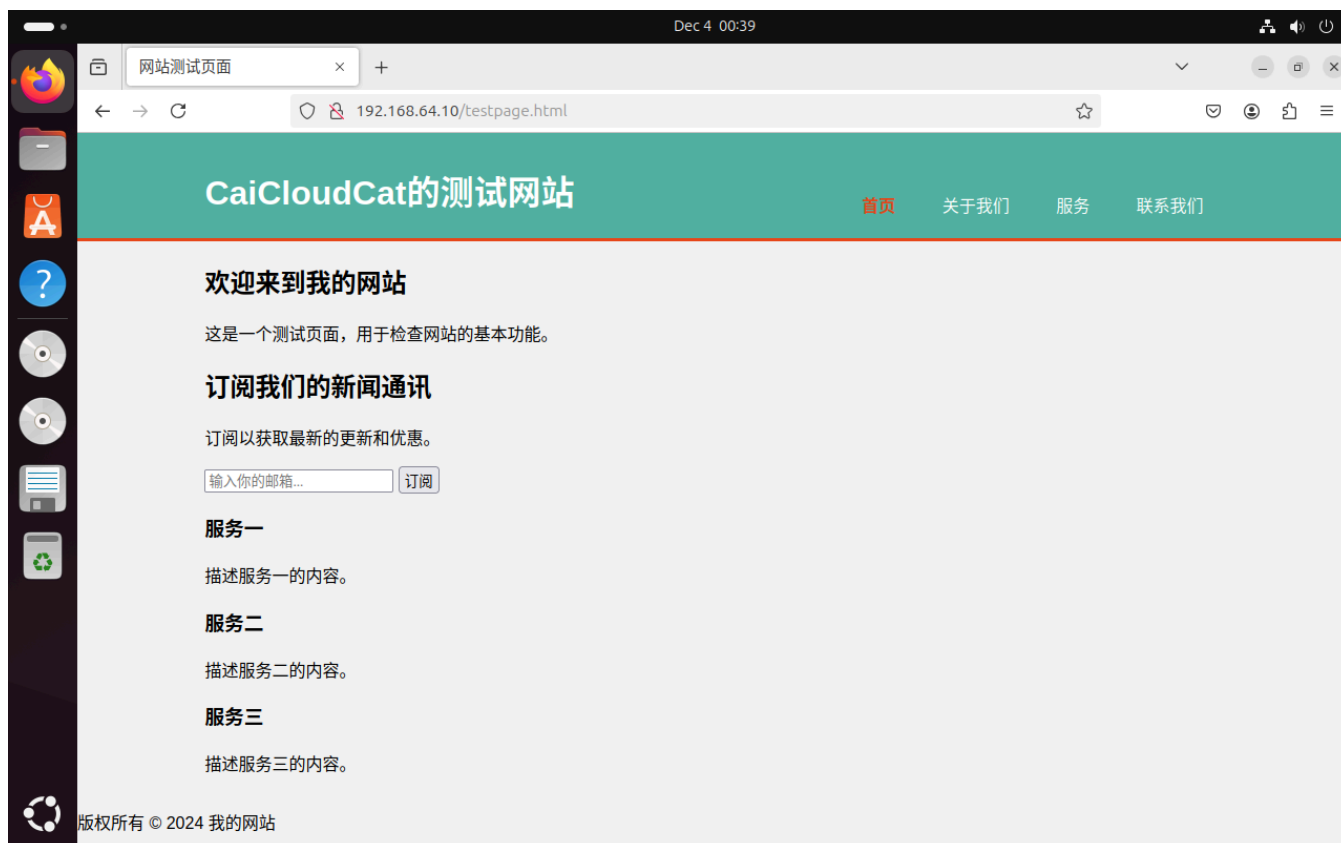 Dec 4 00:39
网站测试页面
192.168.64.10/testpage.html
CaiCloudCat的测试网站
首页 关于我们 服务 联系我们
欢迎来到我的网站
这是一个测试页面，用于检查网站的基本功能。
订阅我们的新闻通讯
订阅以获取最新的更新和优惠。
输入你的邮箱... 订阅
服务一
描述服务一的内容。
服务二
描述服务二的内容。
服务三
描述服务三的内容。
版权所有 © 2024 我的网站